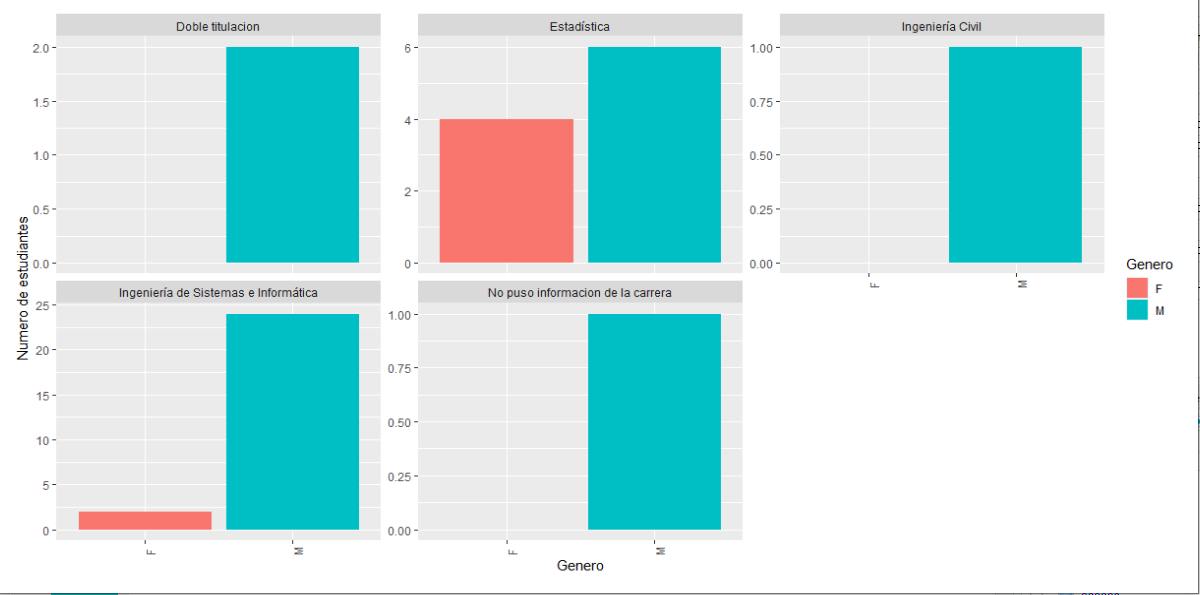 Doble titulacion
2.0
1.5
1.0
0.5
0.0
Estadística
6
4
2
0
Ingeniería Civil
1.00
0.75
0.50
0.25
0.00
F
M
Numero de estudiantes
Ingeniería de Sistemas e Informática
25
20
15
10
5
0
F
M
No puso informacion de la carrera
1.00
0.75
0.50
0.25
0.00
F
M
Genero
Genero
F
M